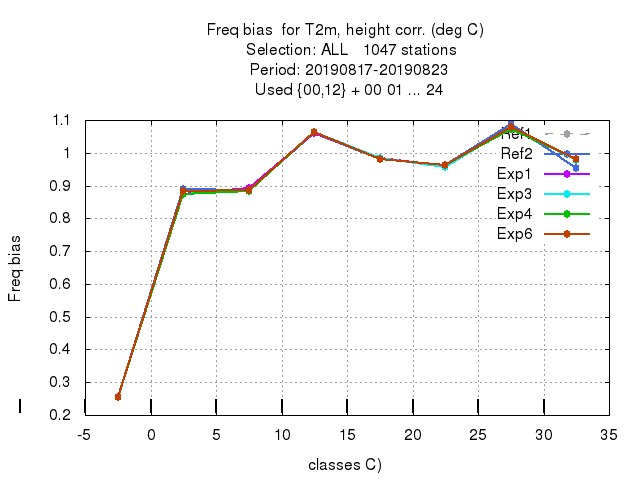 Freq bias  for T2m, height corr. (deg C)
Selection: ALL   1047 stations
Period: 20190817-20190823
Used {00,12} + 00 01 ... 24
1.1
1
0.9
0.8
0.7
0.6
0.5
0.4
0.3
0.2
-5 0 5 10 15 20 25 30 35
Freq bias
classes C)
Ref1
Ref2
Exp1
Exp3
Exp4
Exp6